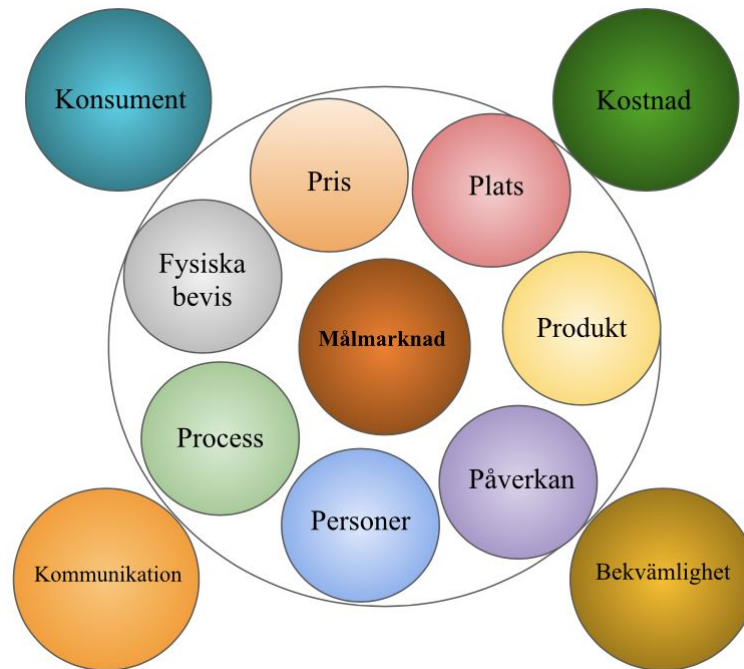 Konsument
Kostnad
Pris
Plats
Fysiska
bevis
Målmarknad
Produkt
Process
Påverkan
Personer
Kommunikation
Bekvämlighet